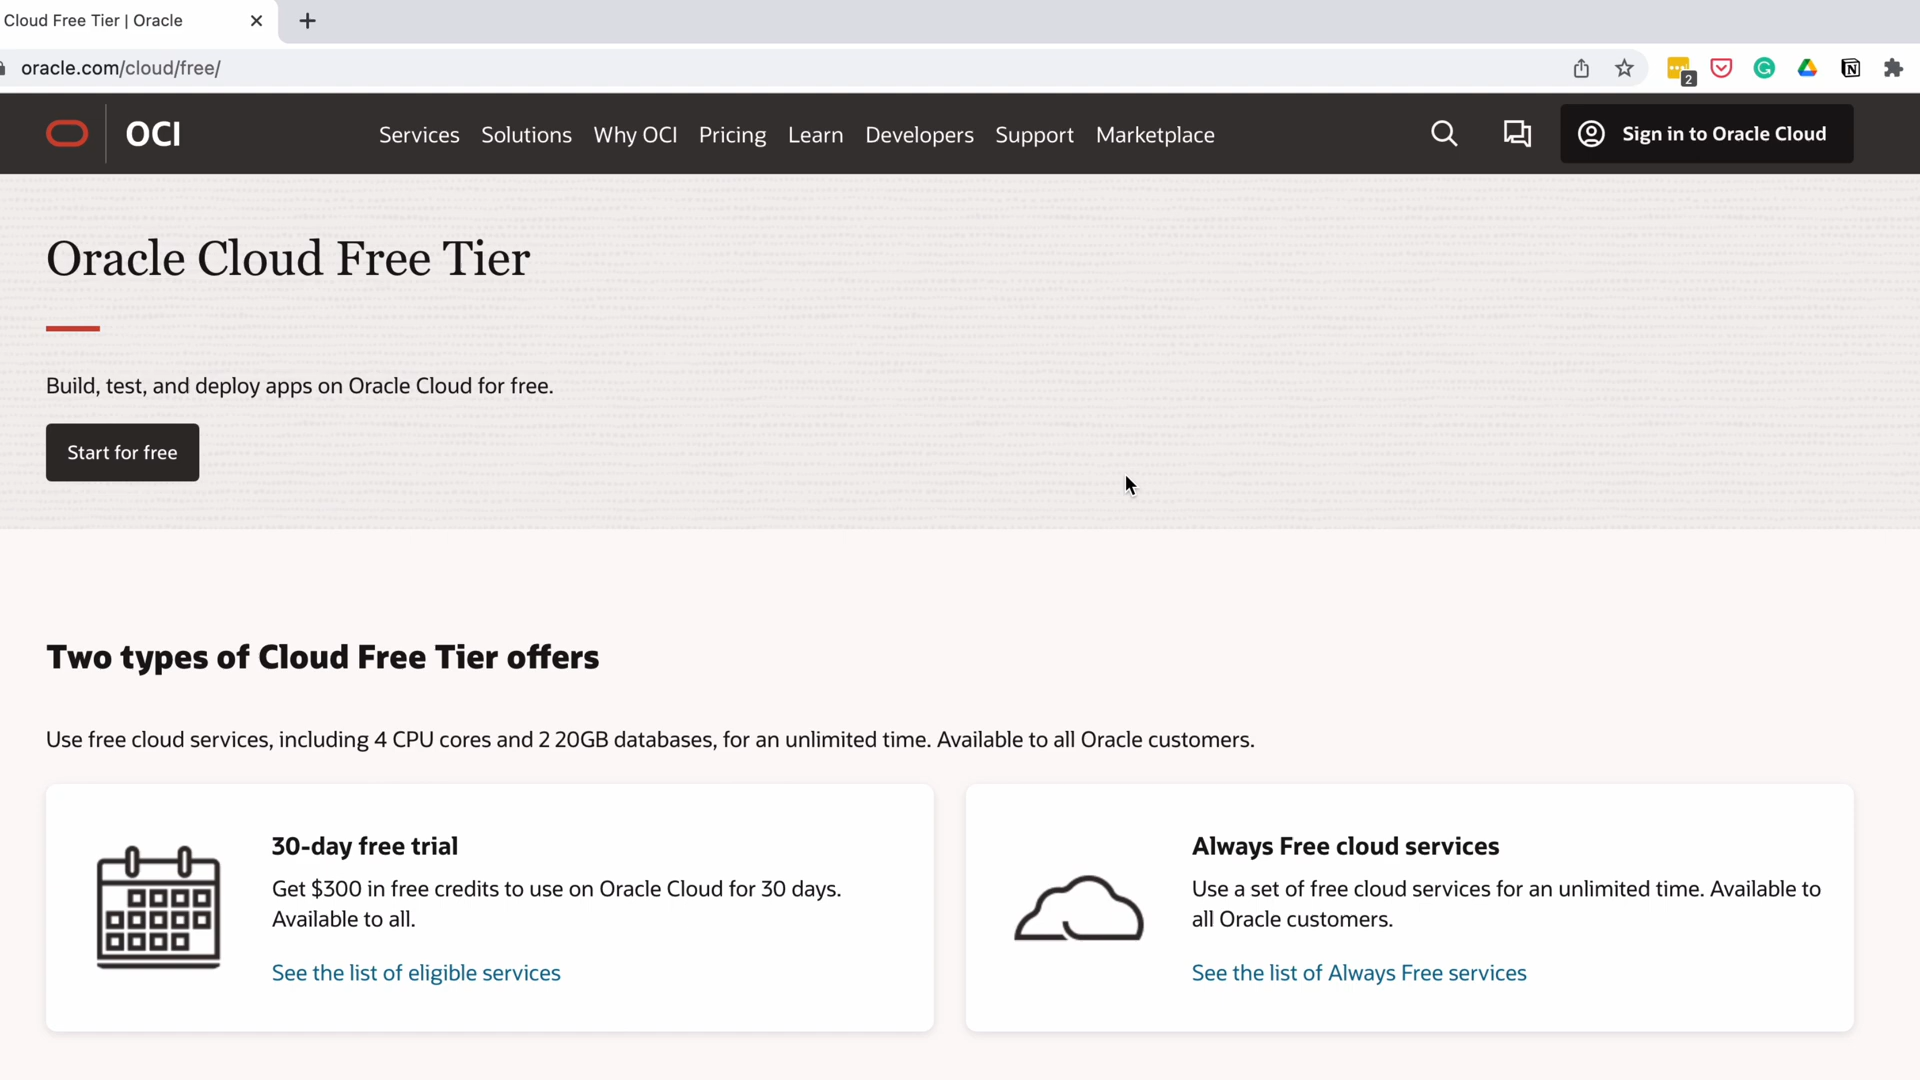 Cloud Free Tier | Oracle
oracle.com/cloud/free/
2
OCI
Services Solutions Why OCI Pricing Learn Developers Support Marketplace
Sign in to Oracle Cloud
Oracle Cloud Free Tier
Build, test, and deploy apps on Oracle Cloud for free.
Start for free
Two types of Cloud Free Tier offers
Use free cloud services, including 4 CPU cores and 2 20GB databases, for an unlimited time. Available to all Oracle customers.
30-day free trial
Get $300 in free credits to use on Oracle Cloud for 30 days.
Available to all.
See the list of eligible services
Always Free cloud services
Use a set of free cloud services for an unlimited time. Available to
all Oracle customers.
See the list of Always Free services